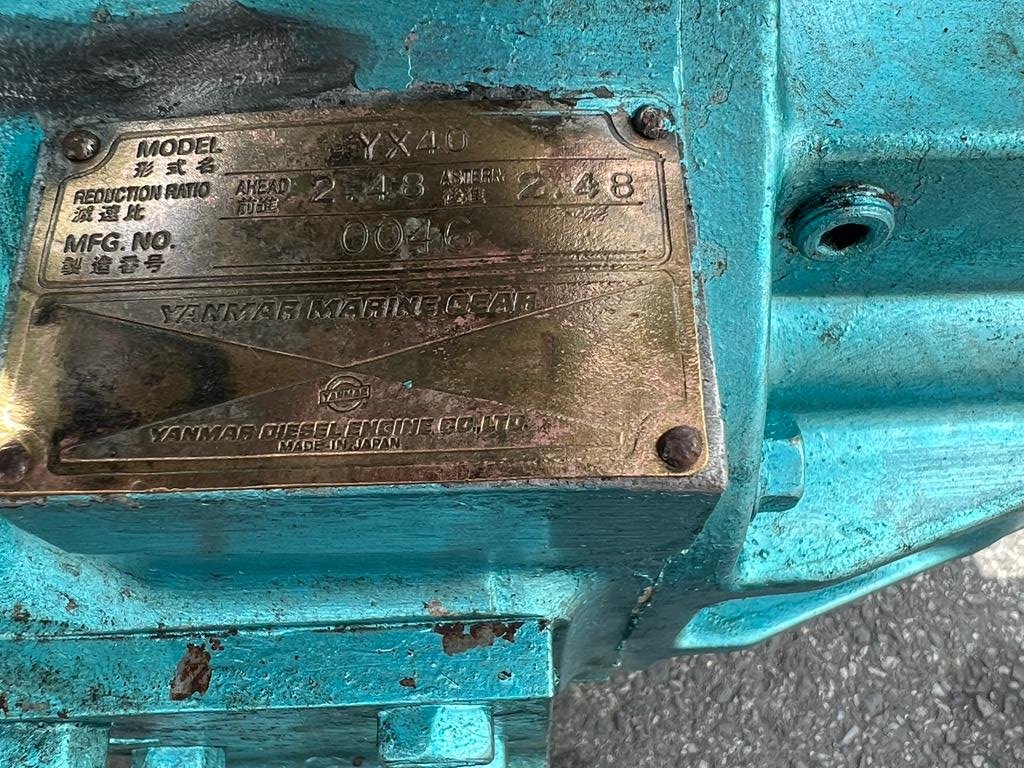 MODEL YX40
形式名
REDUCTION RATIO AHEAD 2.48 ASTERN 2.48
減速比 前進 後進
MFG. NO. 0046
製造番号
YANMAR MARINE GEAR
YANMAR
YANMAR DIESEL ENGINE CO., LTD.
MADE IN JAPAN